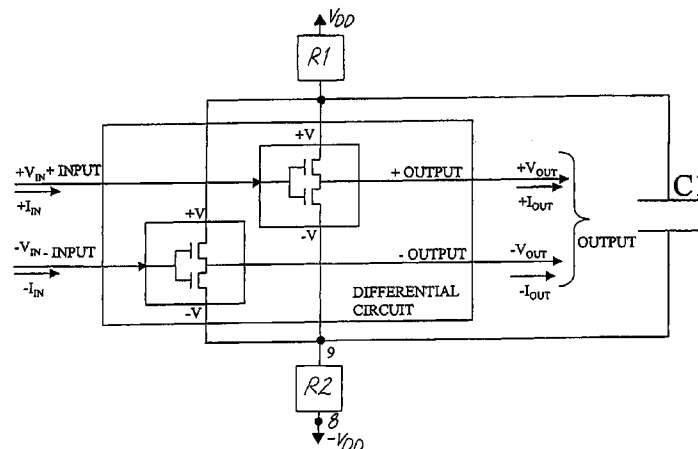 VDD
R1
+V
+VIN + INPUT
+ OUTPUT
+VOUT
+IIN
+IOUT
C1
+V
-V
OUTPUT
-VIN - INPUT
- OUTPUT
-VOUT
-IIN
-IOUT
DIFFERENTIAL
CIRCUIT
-V
9
R2
8
-VDD